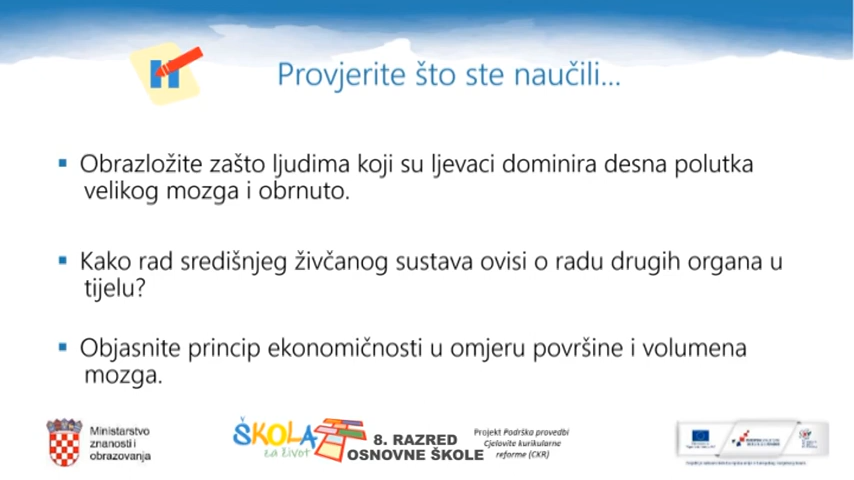 Provjerite što ste naučili...
▪ Obrazložite zašto ljudima koji su ljevaci dominira desna polutka
velikog mozga i obrnuto.
▪ Kako rad središnjeg živčanog sustava ovisi o radu drugih organa u
tijelu?
▪ Objasnite princip ekonomičnosti u omjeru površine i volumena
mozga.
Ministarstvo
znanosti i
obrazovanja
ŠKOLA
za život
8. RAZRED
OSNOVNE ŠKOLE
Projekt Podrška provedbi
Cjelovite kurikularne
reforme (CKR)